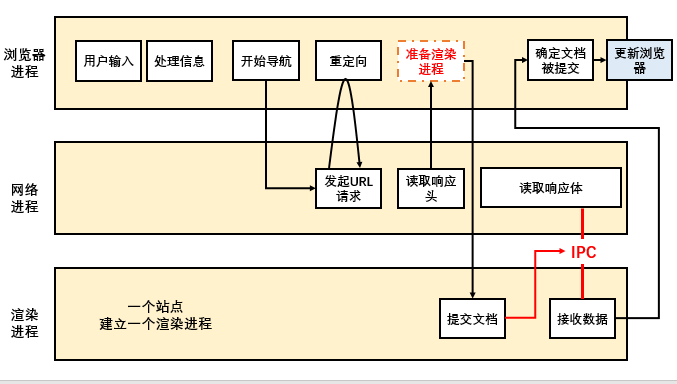 浏览器
进程
用户输入
处理信息
开始导航
重定向
准备渲染
进程
确定文档
被提交
更新浏览
器
网络
进程
发起URL
请求
读取响应
头
读取响应体
IPC
渲染
进程
一个站点
建立一个渲染进程
提交文档
接收数据